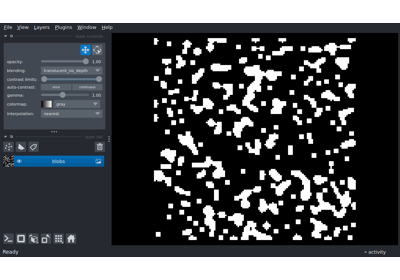 File View Layers Plugins Window Help
opacity: 1.00
blending: translucent_no_depth
contrast limits:
auto-contrast: once continuous
gamma: 1.00
colormap: gray
interpolation: nearest
blobs
Ready activity